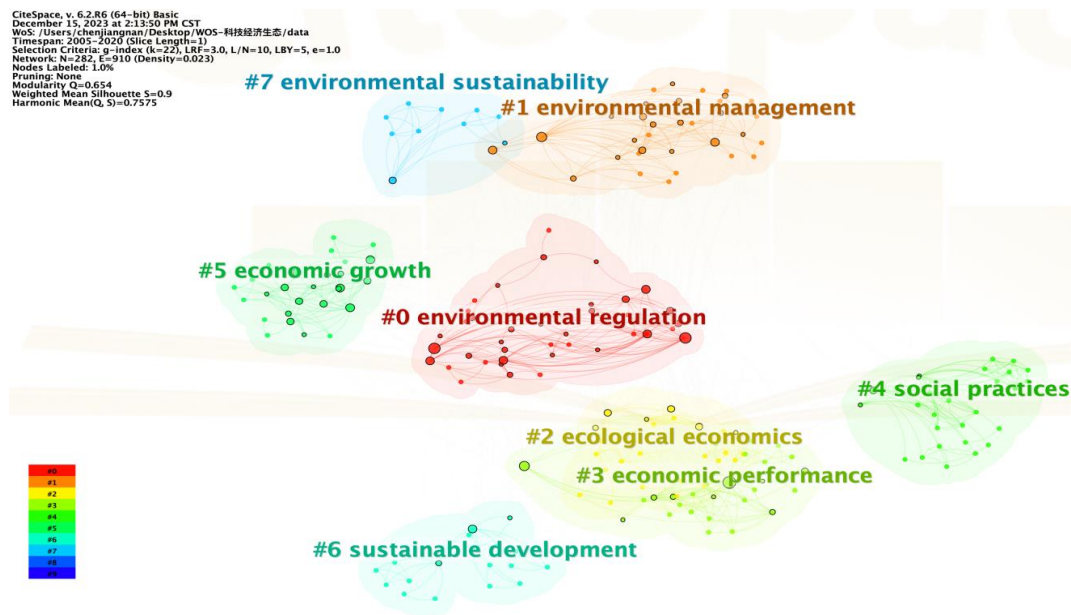 CiteSpace, v. 6.2.R6 (64-bit) Basic
December 15, 2023 at 2:13:50 PM CST
WoS: /Users/chenjiangnan/Desktop/WOS-科技经济生态/data
Timespan: 2005-2020 (Slice Length=1)
Selection Criteria: g-index (k=22), LRF=3.0, L/N=10, LBY=5, e=1.0
Network: N=282, E=910 (Density=0.023)
Nodes Labeled: 1.0%
Pruning: None
Modularity Q=0.654
Weighted Mean Silhouette S=0.9
Harmonic Mean(Q, S)=0.7575
#7 environmental sustainability
#1 environmental management
#5 economic growth
#0 environmental regulation
#4 social practices
#2 ecological economics
#3 economic performance
#6 sustainable development
#0
#1
#2
#3
#4
#5
#6
#7
#8